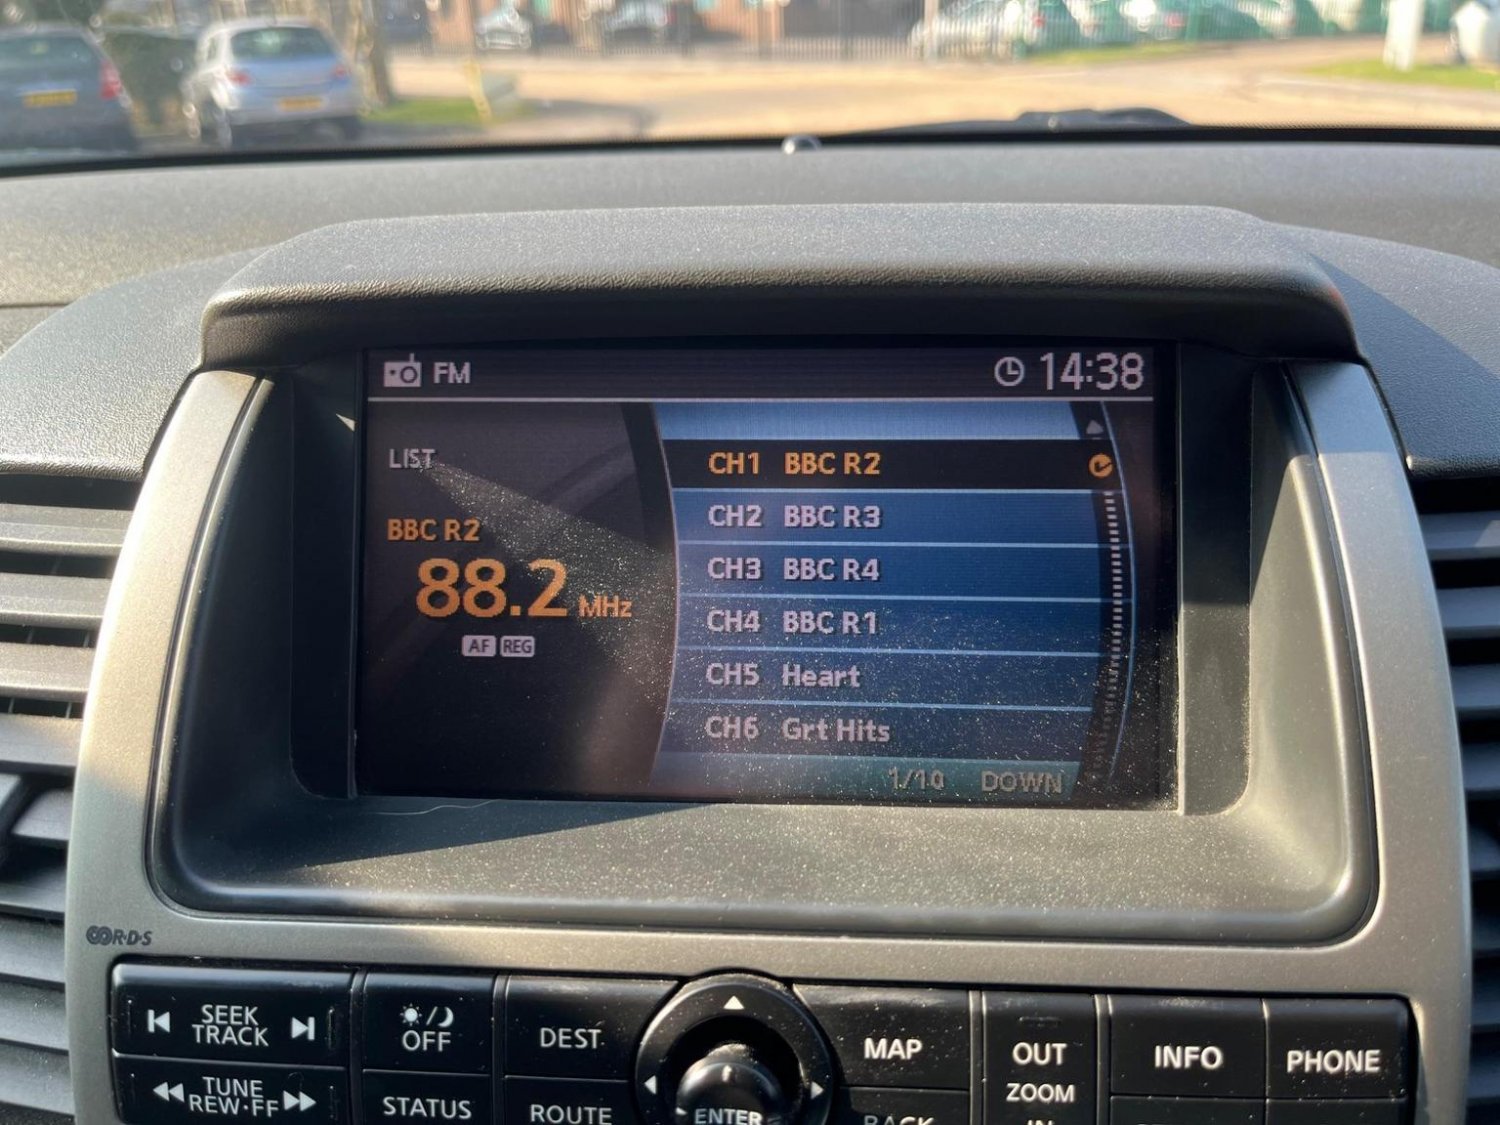 FM 14:38
LIST
BBC R2
88.2 MHz
AF REG
CH1 BBC R2
CH2 BBC R3
CH3 BBC R4
CH4 BBC R1
CH5 Heart
CH6 Grt Hits
1/10 DOWN
R·D·S
SEEK
TRACK
OFF
DEST
MAP
OUT
ZOOM
IN
INFO
PHONE
TUNE
REW·FF
STATUS
ROUTE
ENTER
BACK